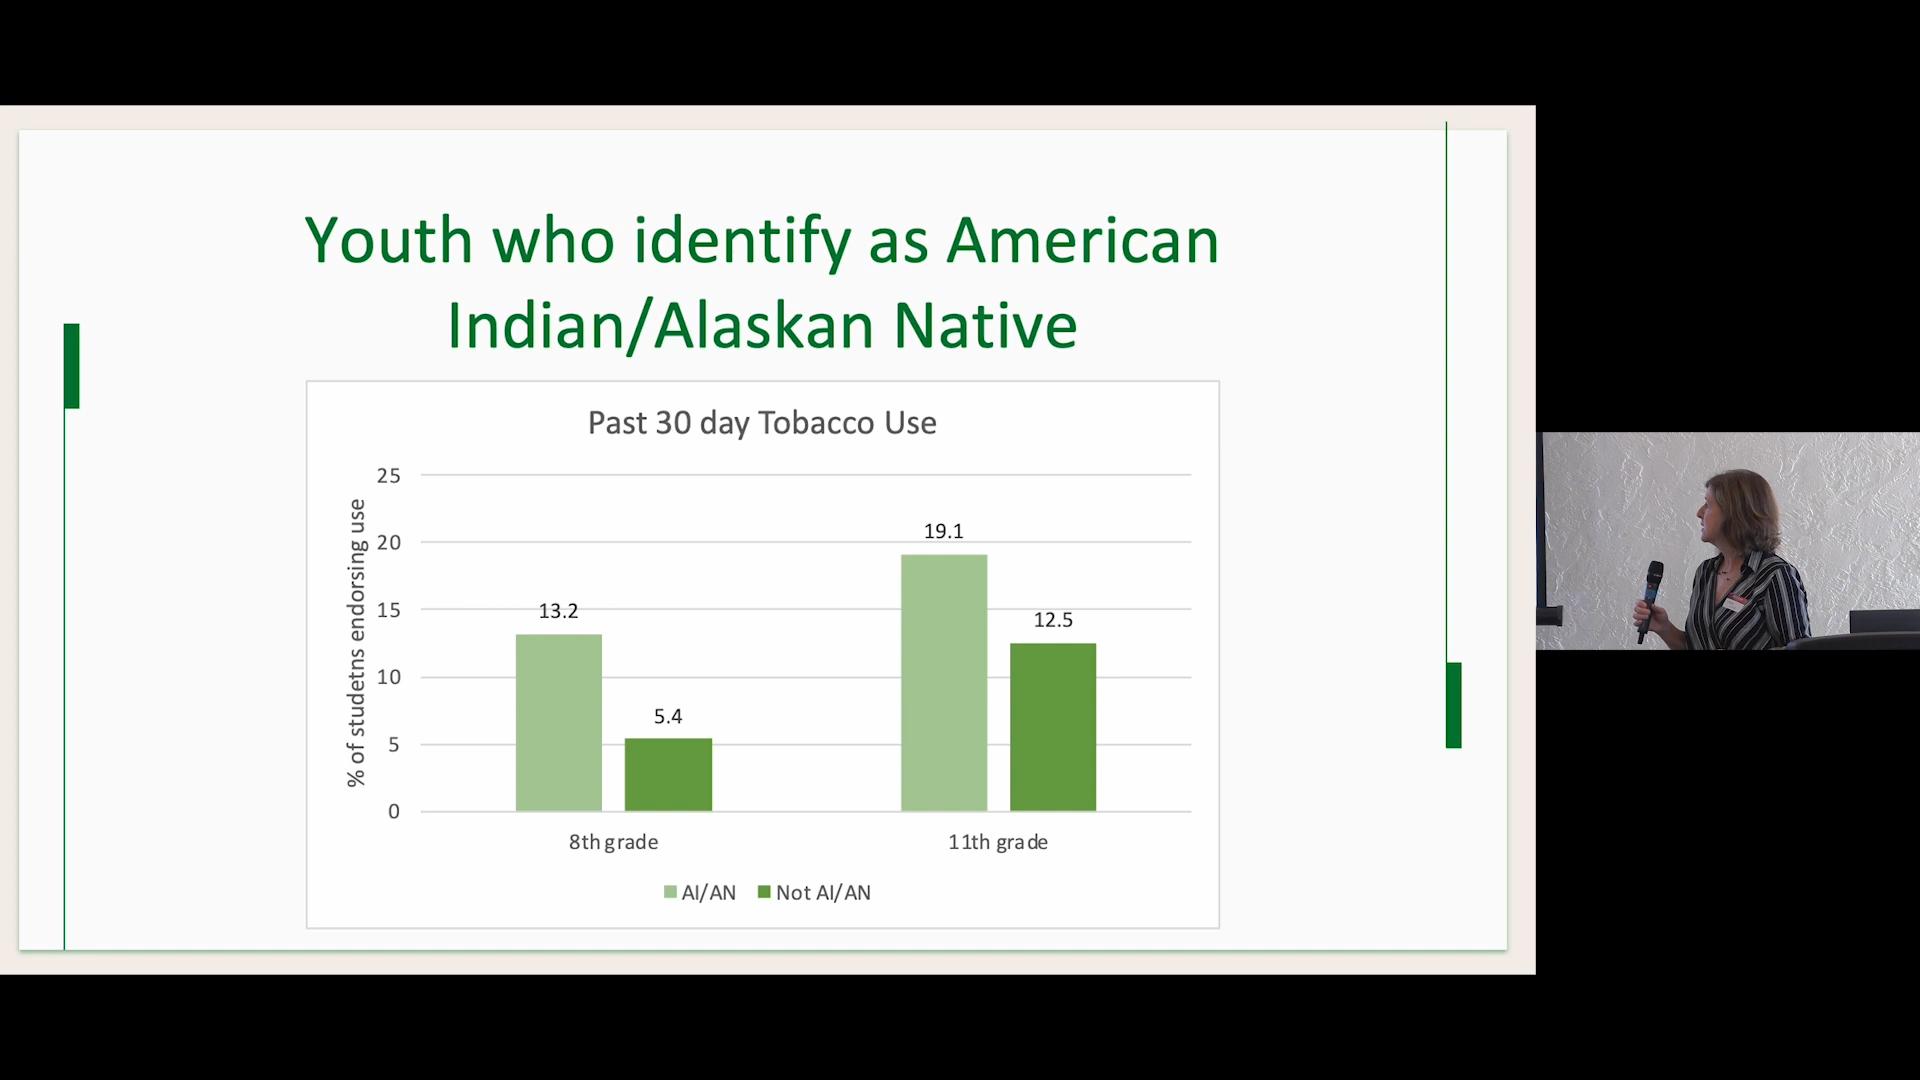 Youth who identify as American
Indian/Alaskan Native
Past 30 day Tobacco Use
% of studetns endorsing use
25
20
15
10
5
0
13.2
5.4
19.1
12.5
8th grade
11th grade
AI/AN
Not AI/AN